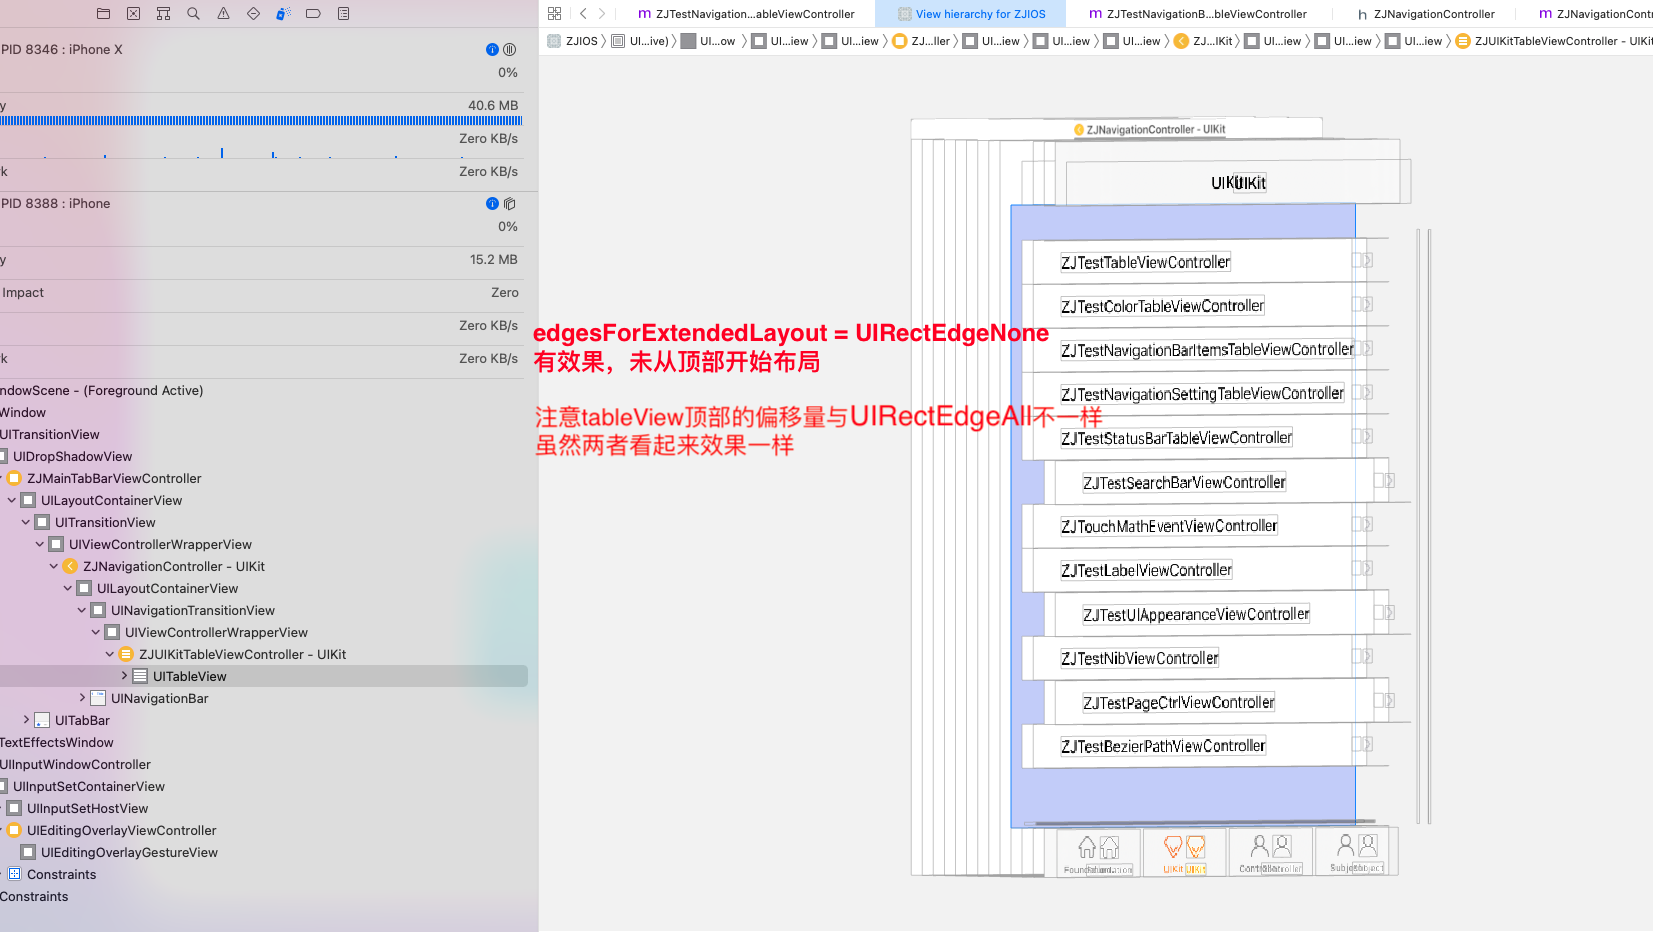 ZJTestNavigation...ableViewController
View hierarchy for ZJIOS
ZJTestNavigationB...bleViewController
ZJNavigationController
ZJNavigationContr
ZJIOS
UI...ive)
UI...ow
UI...iew
UI...iew
ZJ...ller
UI...iew
UI...iew
UI...iew
ZJ...IKit
UI...iew
UI...iew
UI...iew
ZJUIKitTableViewController - UIKit
PID 8346 : iPhone X
0%
y
40.6 MB
Zero KB/s
k
Zero KB/s
PID 8388 : iPhone
0%
y
15.2 MB
Impact
Zero
Zero KB/s
k
Zero KB/s
ndowScene - (Foreground Active)
Window
UITransitionView
UIDropShadowView
ZJMainTabBarViewController
UILayoutContainerView
UITransitionView
UIViewControllerWrapperView
ZJNavigationController - UIKit
UILayoutContainerView
UINavigationTransitionView
UIViewControllerWrapperView
ZJUIKitTableViewController - UIKit
UITableView
UINavigationBar
UITabBar
TextEffectsWindow
UIInputWindowController
UIInputSetContainerView
UIInputSetHostView
UIEditingOverlayViewController
UIEditingOverlayGestureView
Constraints
Constraints
edgesForExtendedLayout = UIRectEdgeNone
有效果，未从顶部开始布局
注意tableView顶部的偏移量与UIRectEdgeAll不一样
虽然两者看起来效果一样
ZJNavigationController - UIKit
UIKit
UIKit
ZJTestTableViewController
ZJTestColorTableViewController
ZJTestNavigationBarItemsTableViewController
ZJTestNavigationSettingTableViewController
ZJTestStatusBarTableViewController
ZJTestSearchBarViewController
ZJTouchMathEventViewController
ZJTestLabelViewController
ZJTestUIAppearanceViewController
ZJTestNibViewController
ZJTestPageCtrlViewController
ZJTestBezierPathViewController
Foundation
UIKit
UIKit
Controller
Subject